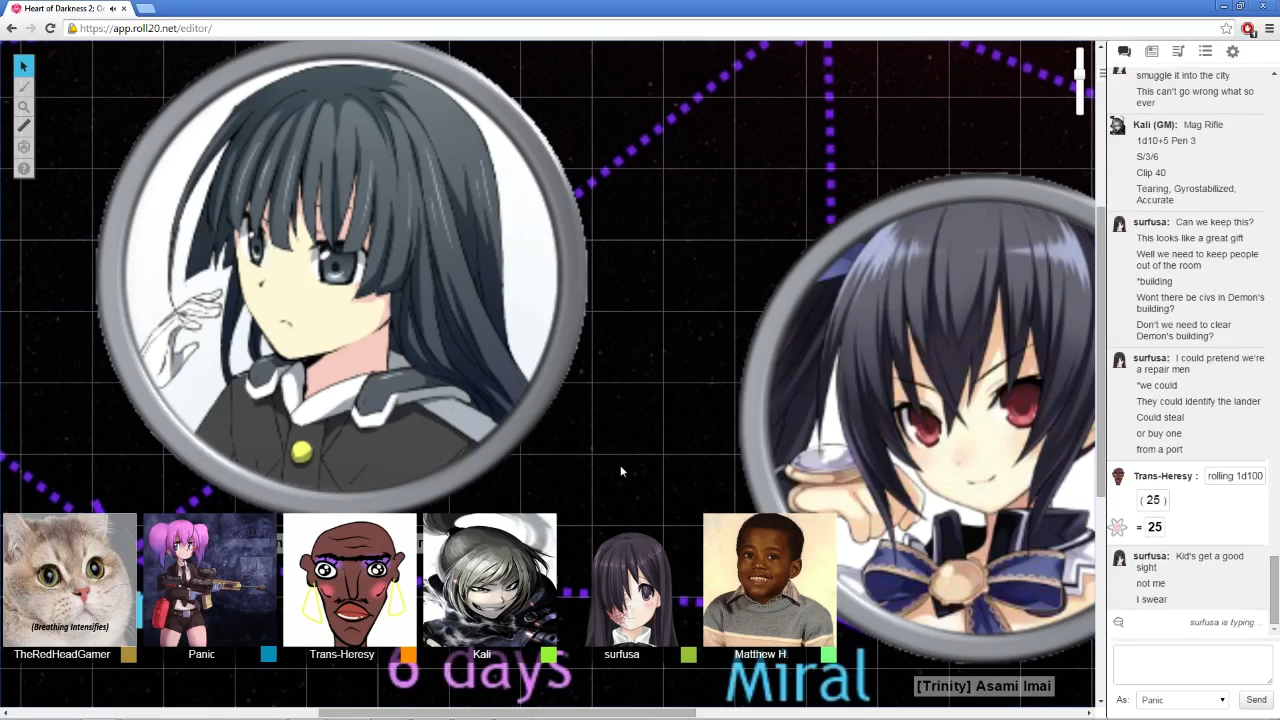 Heart of Darkness 2: Oc
https://app.roll20.net/editor/
smuggle it into the city
This can't go wrong what so
ever
Kali (GM): Mag Rifle
1d10+5 Pen 3
S/3/6
Clip 40
Tearing, Gyrostabilized,
Accurate
surfusa: Can we keep this?
This looks like a great gift
Well we need to keep people
out of the room
*building
Wont there be civs in Demon's
building?
Don't we need to clear
Demon's building?
surfusa: I could pretend we're
a repair men
*we could
They could identify the lander
Could steal
or buy one
from a port
Trans-Heresy : rolling 1d100
( 25 )
= 25
surfusa: Kid's get a good
sight
not me
I swear
surfusa is typing...
As: Panic Send
(Breathing Intensifies)
TheRedHeadGamer Panic Trans-Heresy Kali surfusa Matthew H.
6 days Miral
[Trinity] Asami Imai